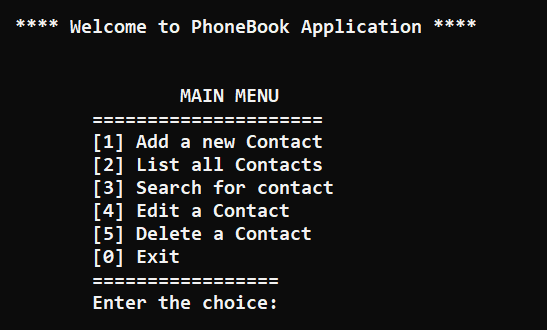 **** Welcome to PhoneBook Application ****
MAIN MENU
=====================
[1] Add a new Contact
[2] List all Contacts
[3] Search for contact
[4] Edit a Contact
[5] Delete a Contact
[0] Exit
=================
Enter the choice: